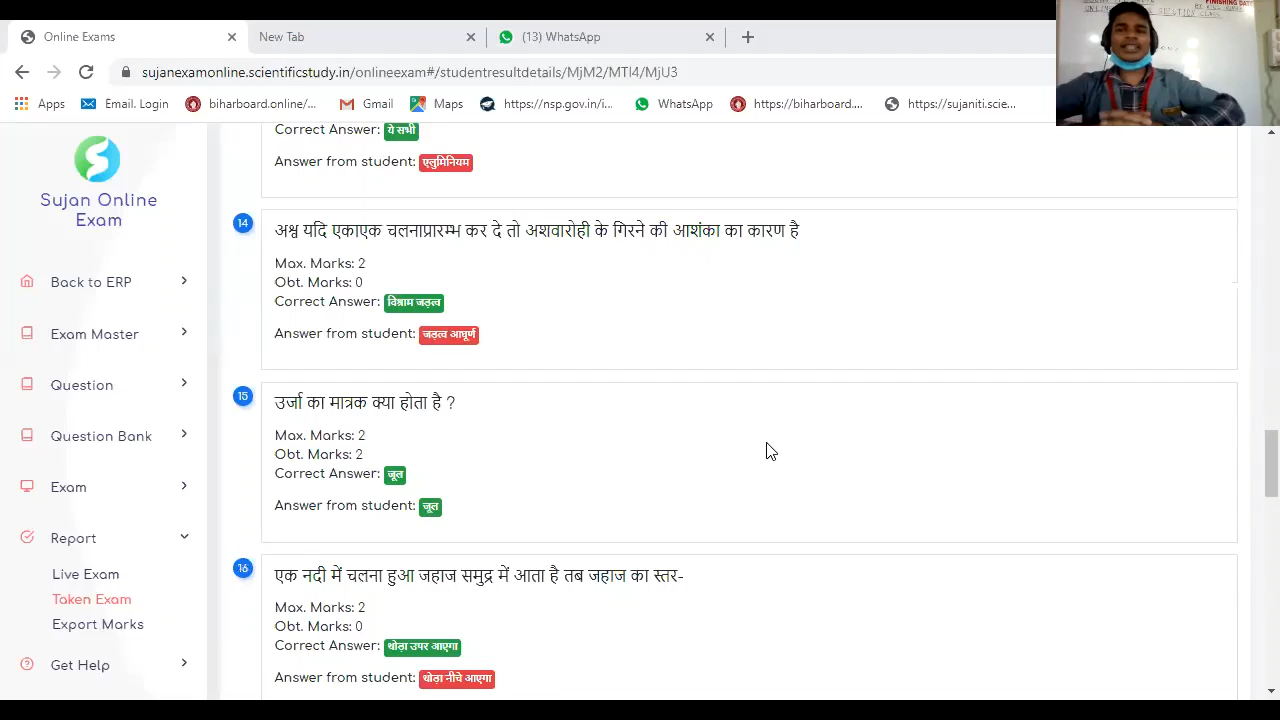 Online Exams
New Tab
(13) WhatsApp
sujanexamonline.scientificstudy.in/onlineexam#/studentresultdetails/MjM2/MTI4/MjU3
Apps
Email. Login
biharboard.online/...
Gmail
Maps
https://nsp.gov.in/i...
WhatsApp
https://biharboard....
https://sujaniti.scie...
FINISHING DAT
Sujan Online
Exam
Back to ERP
Exam Master
Question
Question Bank
Exam
Report
Live Exam
Taken Exam
Export Marks
Get Help
Correct Answer: ये सभी
Answer from student: एलुमिनियम
14
अश्व यदि एकाएक चलनाप्रारम्भ कर दे तो अशवारोही के गिरने की आशंका का कारण है
Max. Marks: 2
Obt. Marks: 0
Correct Answer: विश्राम जड़त्व
Answer from student: जड़त्व आघूर्ण
15
उर्जा का मात्रक क्या होता है ?
Max. Marks: 2
Obt. Marks: 2
Correct Answer: जूल
Answer from student: जूल
16
एक नदी में चलना हुआ जहाज समुद्र में आता है तब जहाज का स्तर-
Max. Marks: 2
Obt. Marks: 0
Correct Answer: थोड़ा उपर आएगा
Answer from student: थोड़ा नीचे आएगा